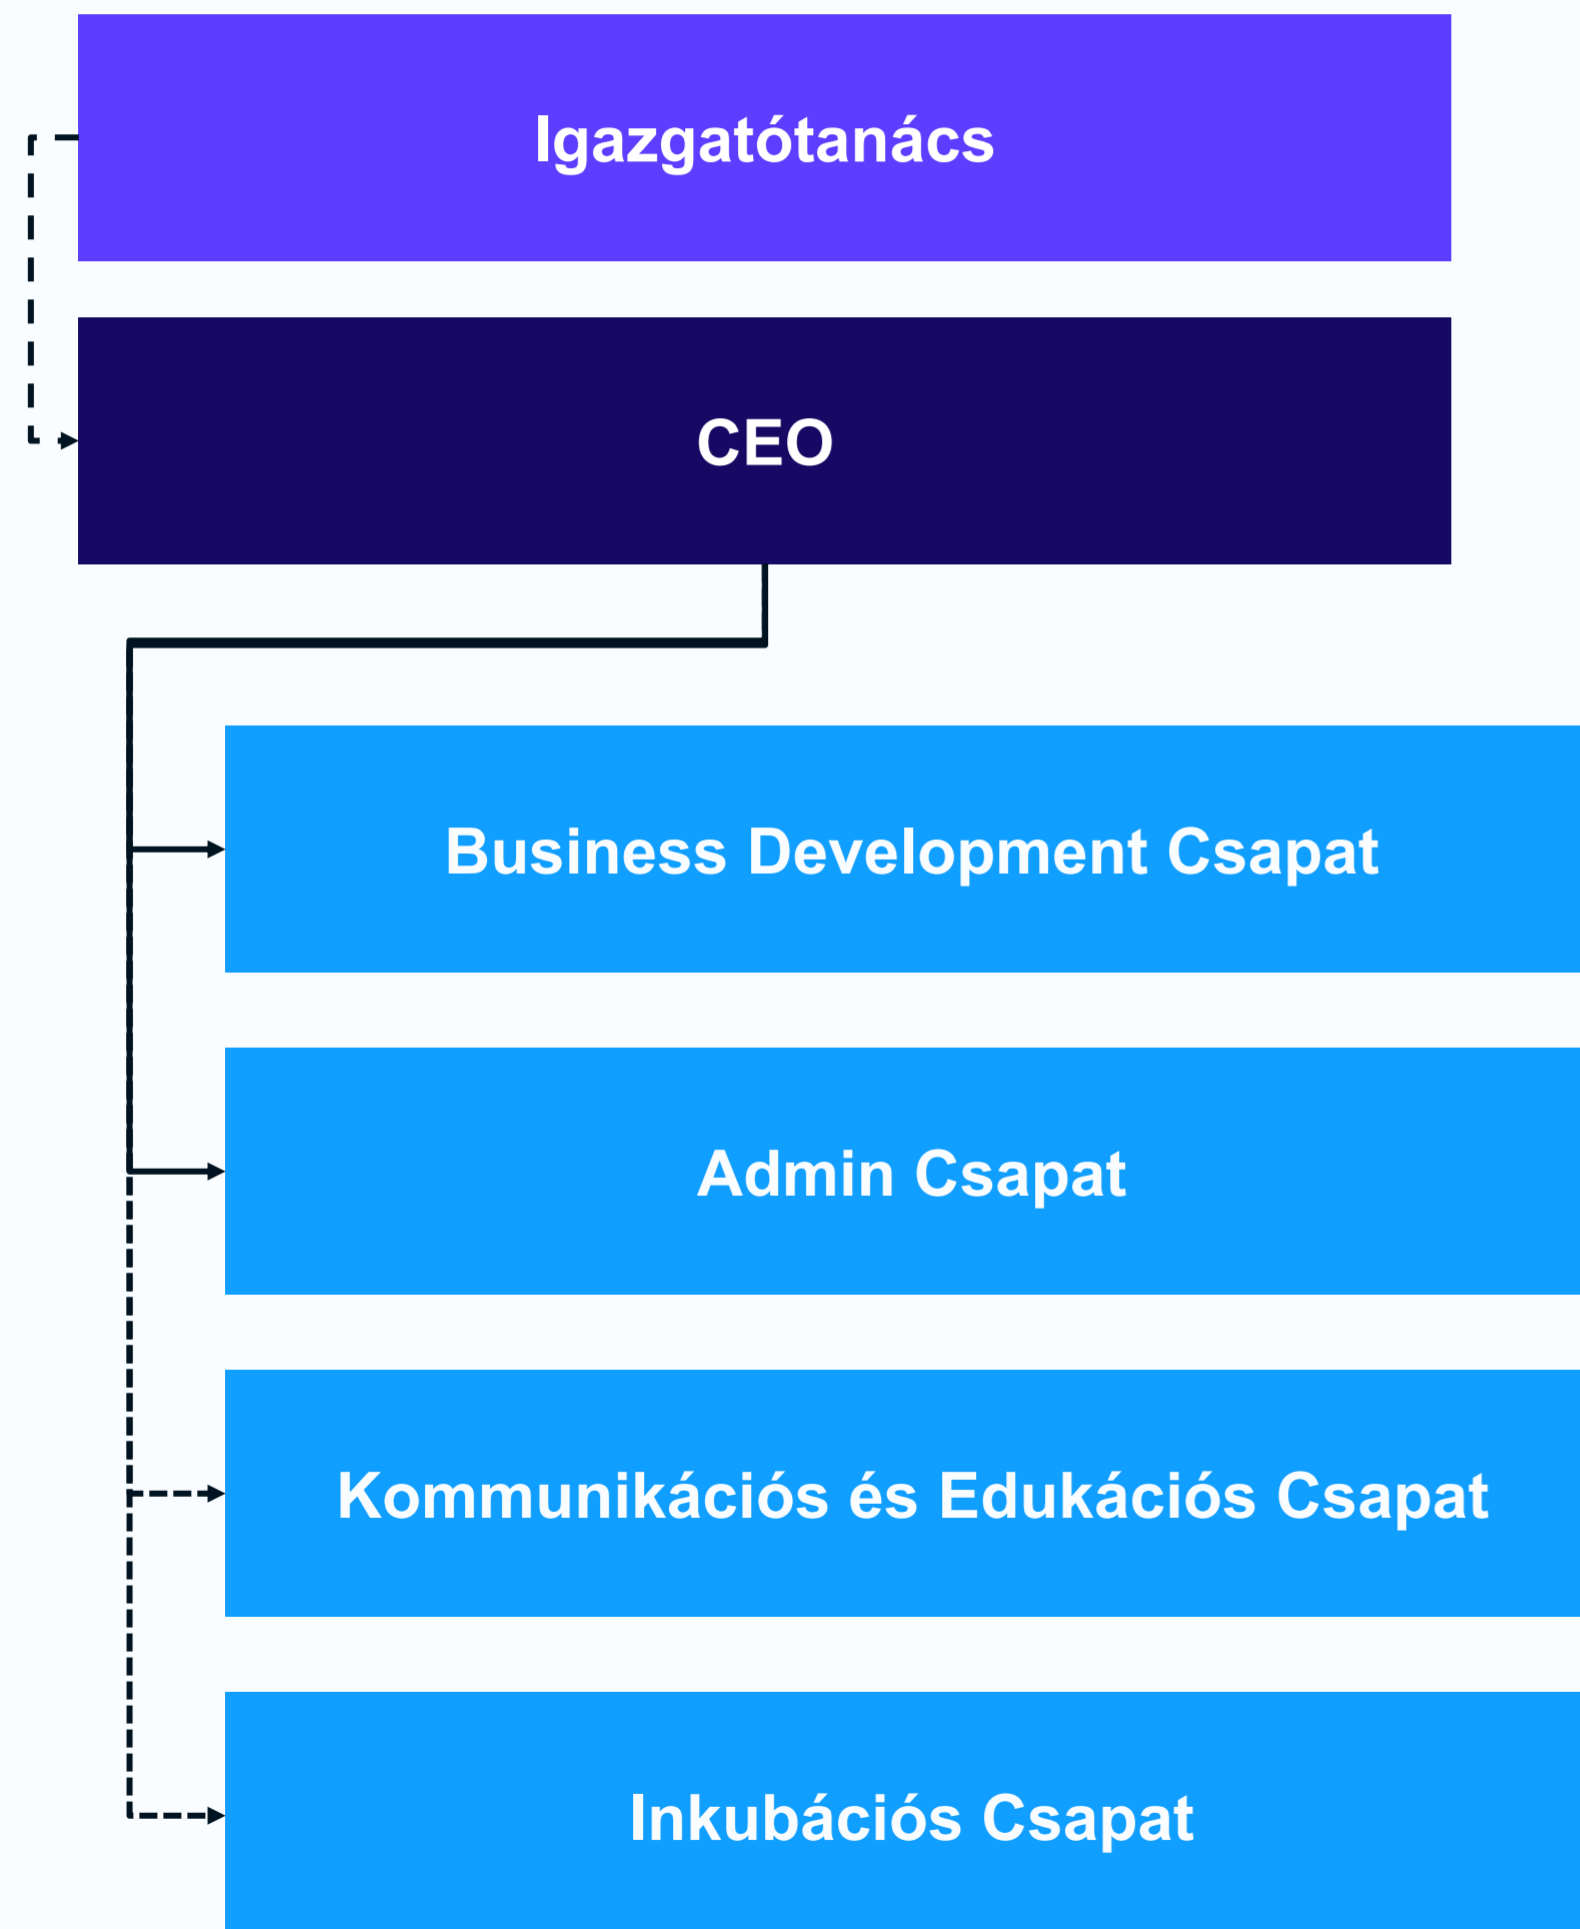 Igazgatótanács
CEO
Business Development Csapat
Admin Csapat
Kommunikációs és Edukációs Csapat
Inkubációs Csapat